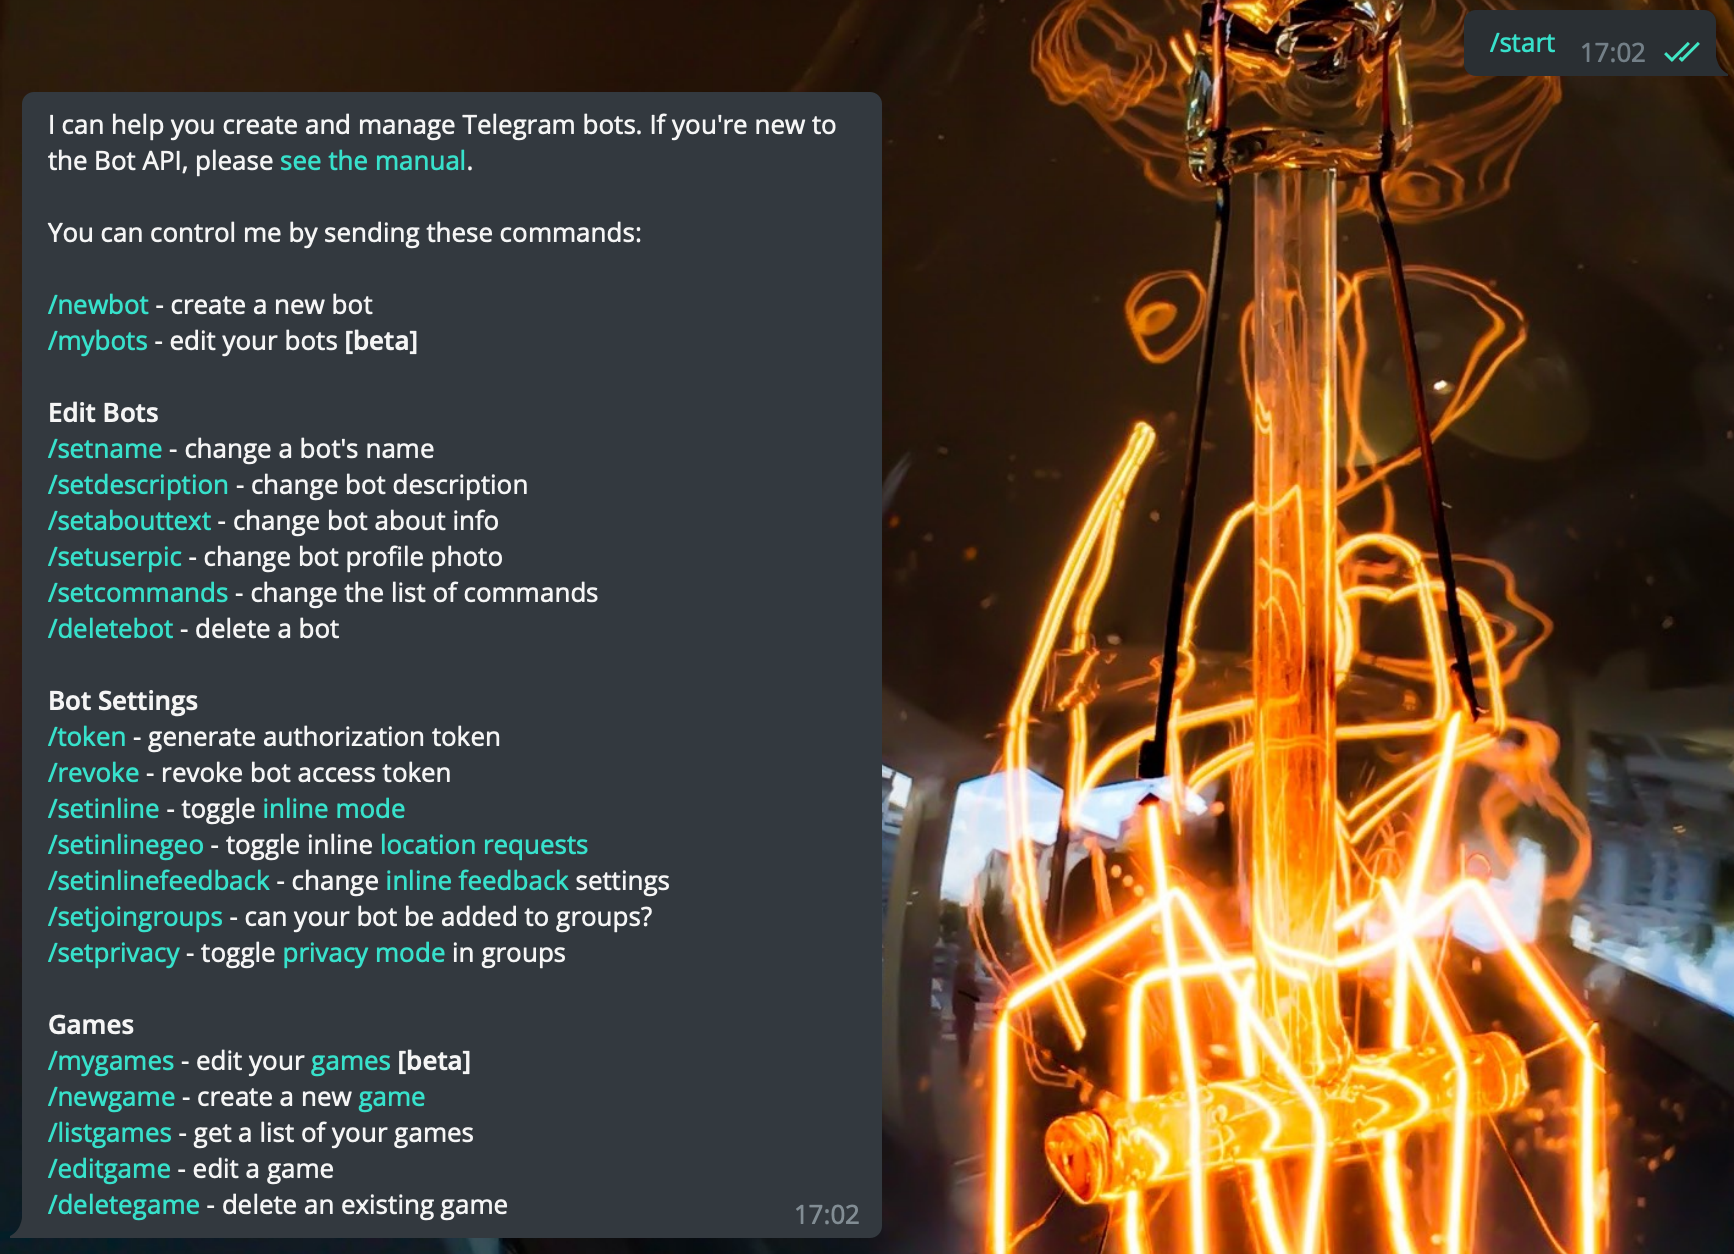 /start 17:02
I can help you create and manage Telegram bots. If you're new to
the Bot API, please see the manual.
You can control me by sending these commands:
/newbot - create a new bot
/mybots - edit your bots [beta]
Edit Bots
/setname - change a bot's name
/setdescription - change bot description
/setabouttext - change bot about info
/setuserpic - change bot profile photo
/setcommands - change the list of commands
/deletebot - delete a bot
Bot Settings
/token - generate authorization token
/revoke - revoke bot access token
/setinline - toggle inline mode
/setinlinegeo - toggle inline location requests
/setinlinefeedback - change inline feedback settings
/setjoingroups - can your bot be added to groups?
/setprivacy - toggle privacy mode in groups
Games
/mygames - edit your games [beta]
/newgame - create a new game
/listgames - get a list of your games
/editgame - edit a game
/deletegame - delete an existing game
17:02